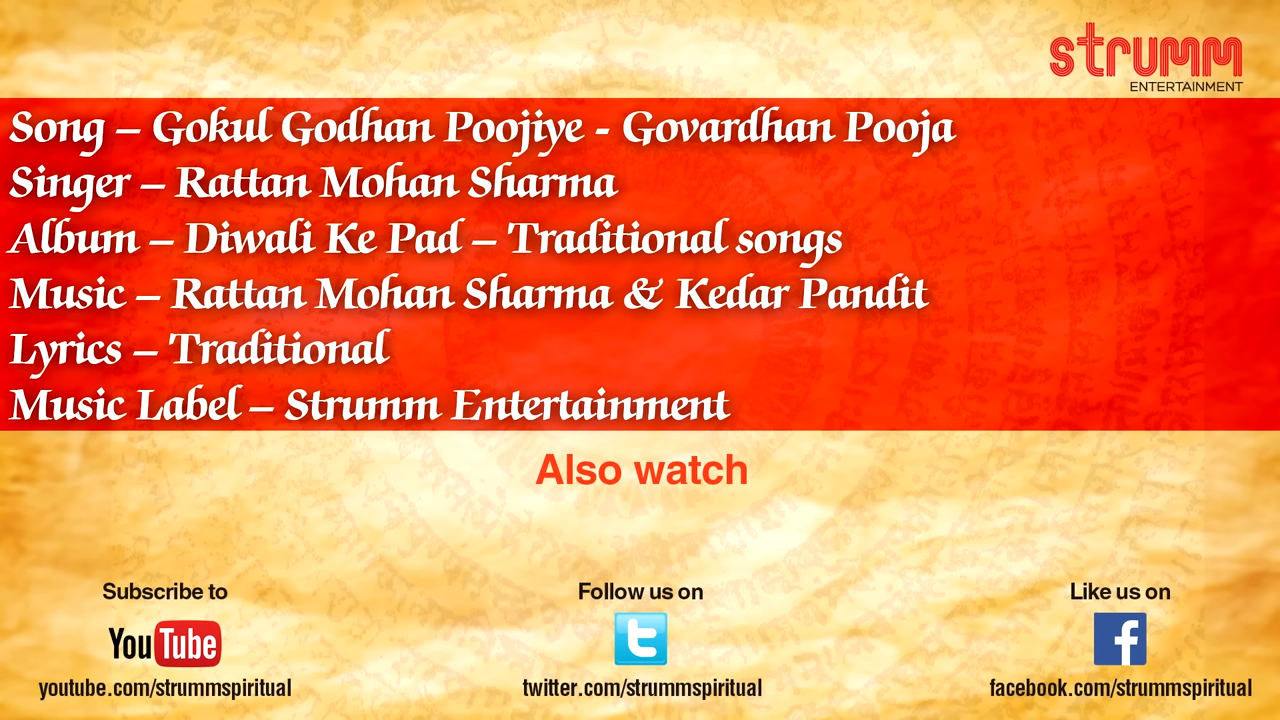 strumm
ENTERTAINMENT
Song – Gokul Godhan Poojiye - Govardhan Pooja
Singer – Rattan Mohan Sharma
Album – Diwali Ke Pad – Traditional songs
Music – Rattan Mohan Sharma & Kedar Pandit
Lyrics – Traditional
Music Label – Strumm Entertainment
Also watch
Subscribe to
YouTube
youtube.com/strummspiritual
Follow us on
t
twitter.com/strummspiritual
Like us on
f
facebook.com/strummspiritual